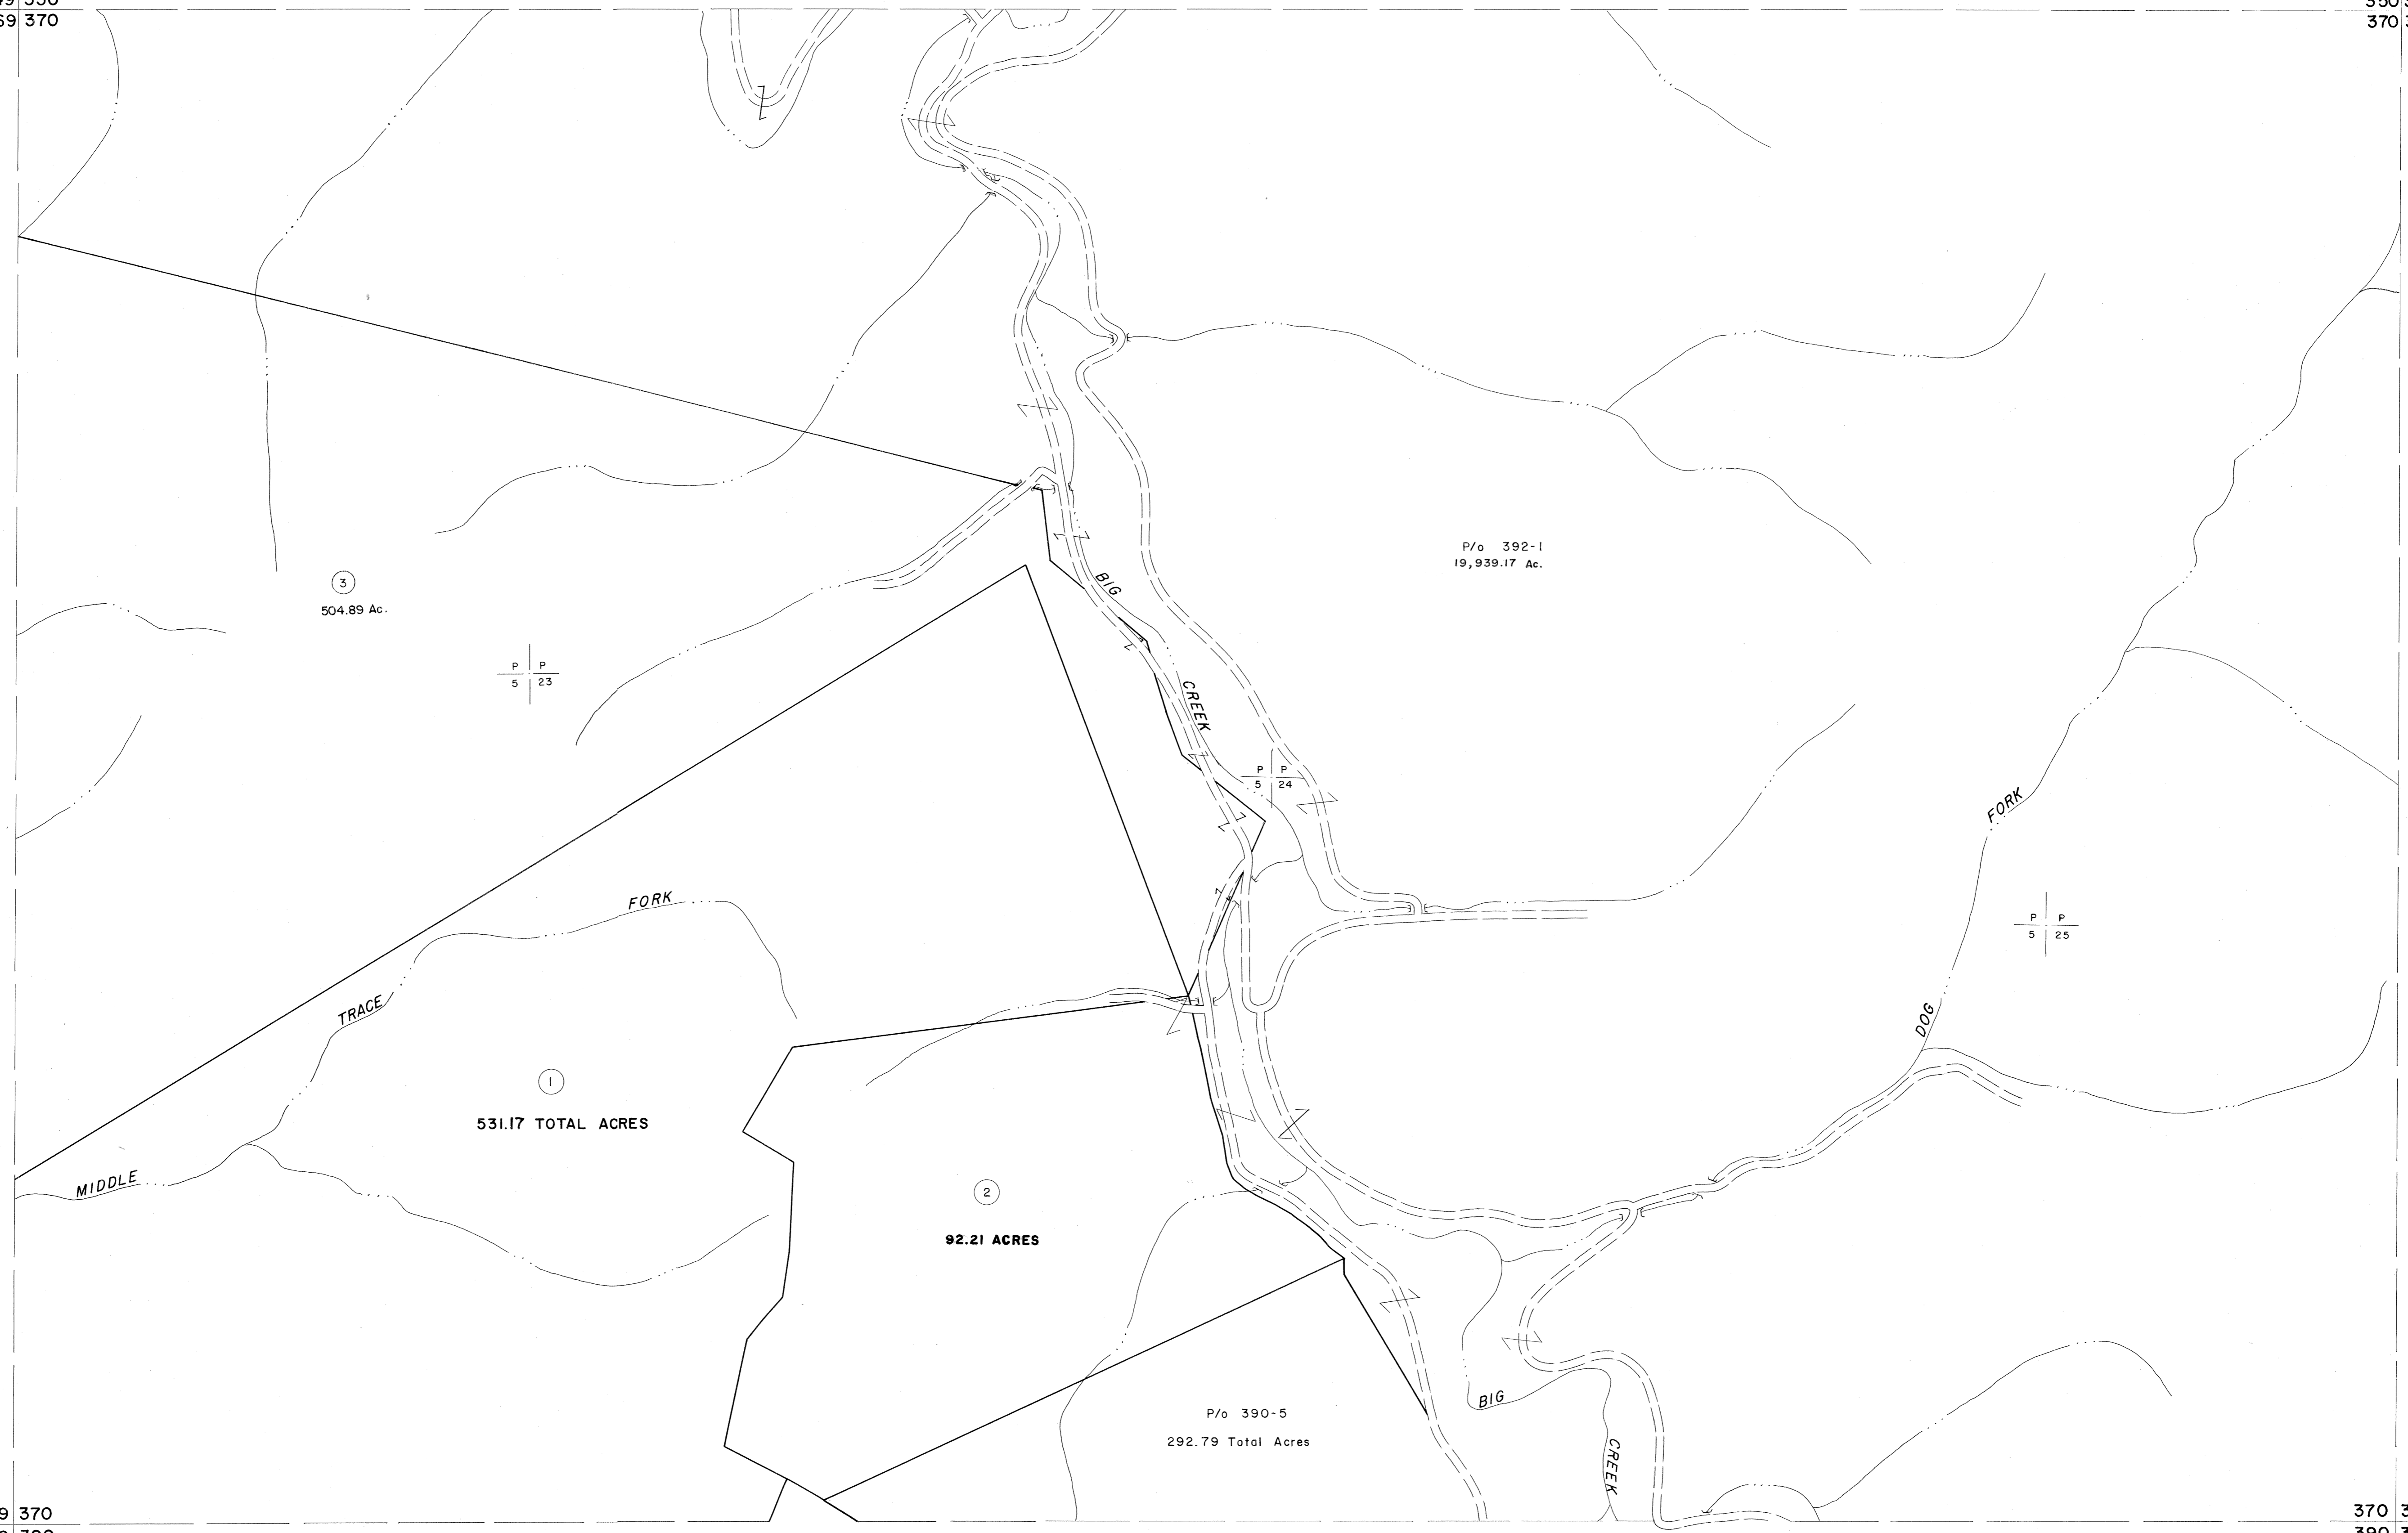 370
370
P/o 392-1
19,939.17 Ac.
3
504.89 Ac.
BIG
CREEK
P P
5 23
P P
5 24
FORK
FORK
P P
5 25
TRACE
DOG
1
531.17 TOTAL ACRES
MIDDLE
2
92.21 ACRES
BIG
P/o 390-5
292.79 Total Acres
CREEK
370
370